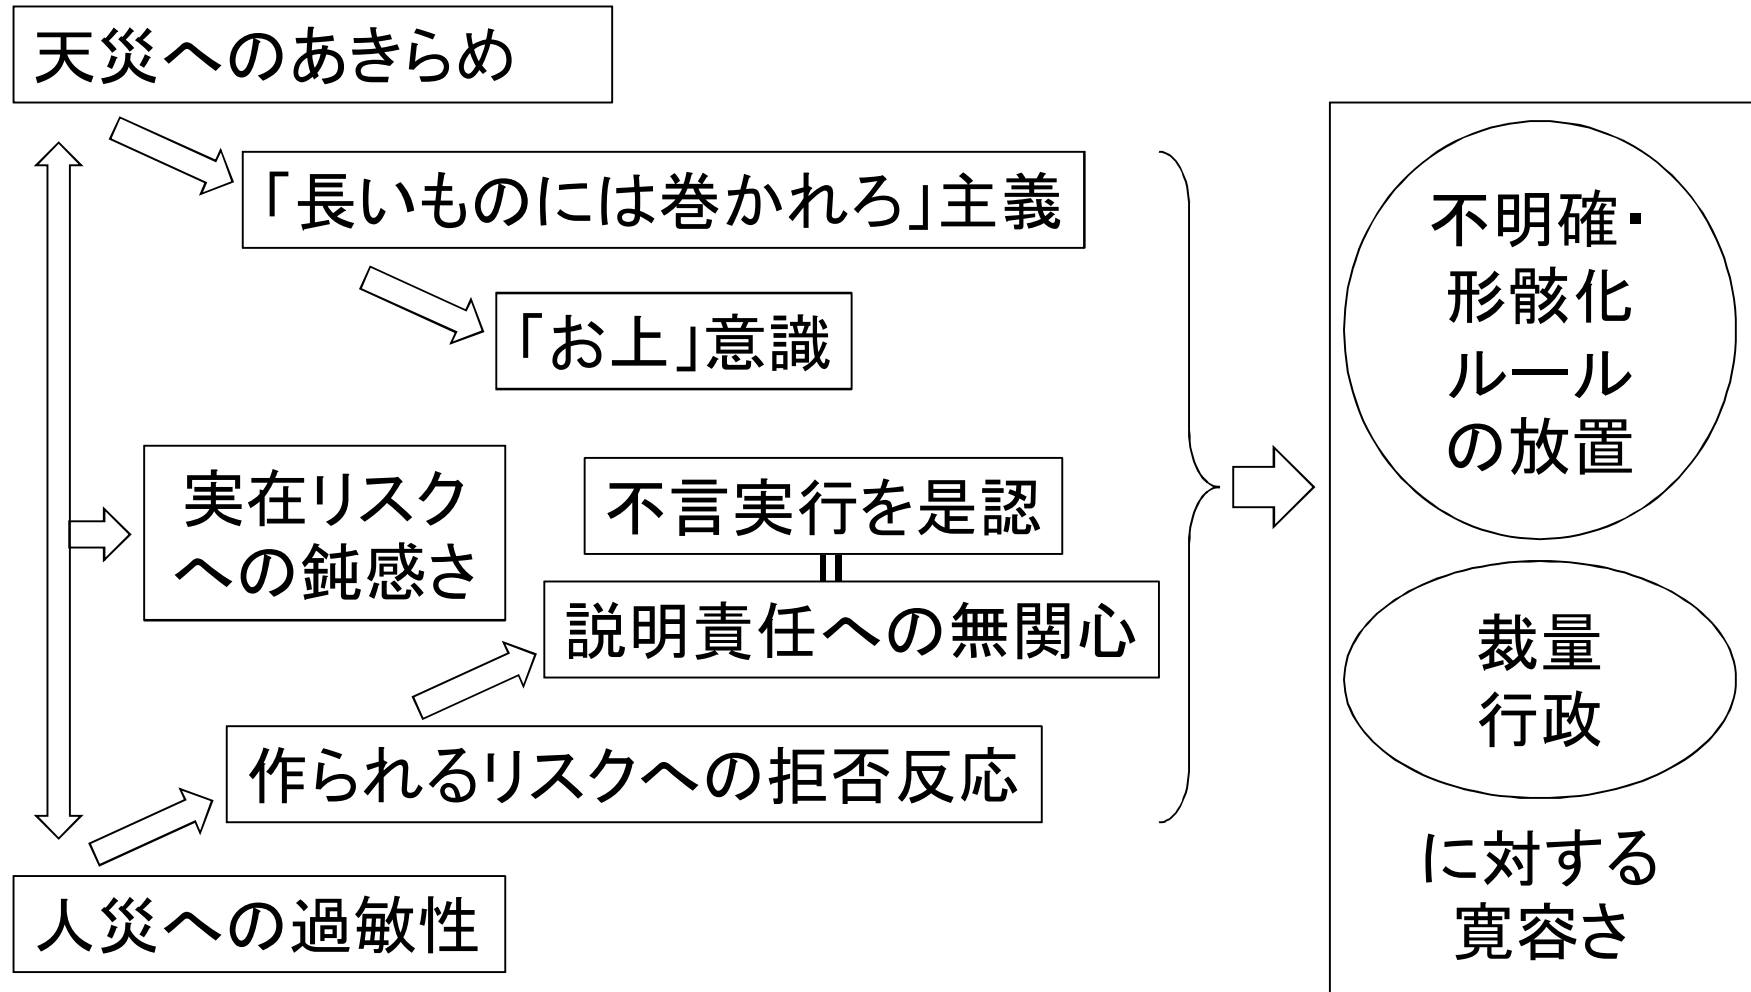 天災へのあきらめ
「長いものには巻かれろ」主義
「お上」意識
実在リスク
への鈍感さ
不言実行を是認
説明責任への無関心
作られるリスクへの拒否反応
人災への過敏性
不明確・
形骸化
ルール
の放置
裁量
行政
に対する
寛容さ